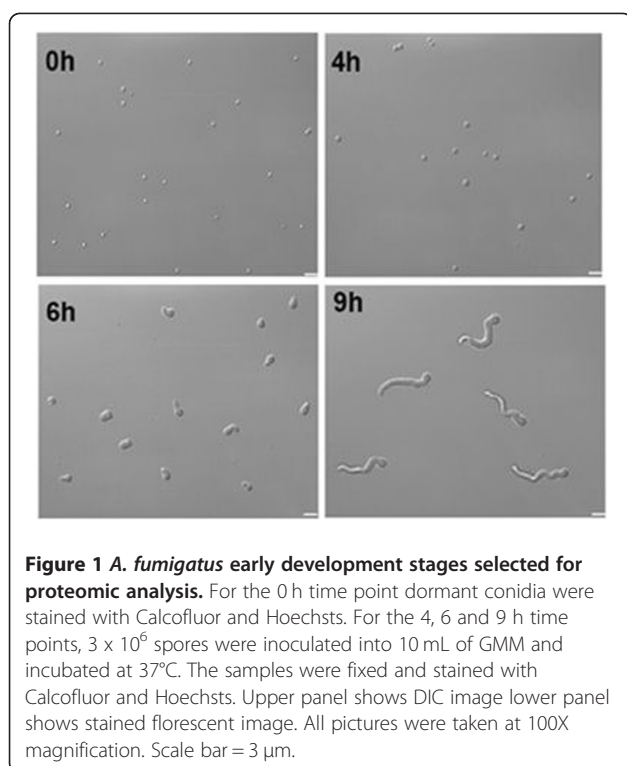 0h
4h
6h
9h
Figure 1 A. fumigatus early development stages selected for
proteomic analysis. For the 0 h time point dormant conidia were
stained with Calcofluor and Hoechsts. For the 4, 6 and 9 h time
points, 3 x 10⁶ spores were inoculated into 10 mL of GMM and
incubated at 37°C. The samples were fixed and stained with
Calcofluor and Hoechsts. Upper panel shows DIC image lower panel
shows stained florescent image. All pictures were taken at 100X
magnification. Scale bar = 3 μm.